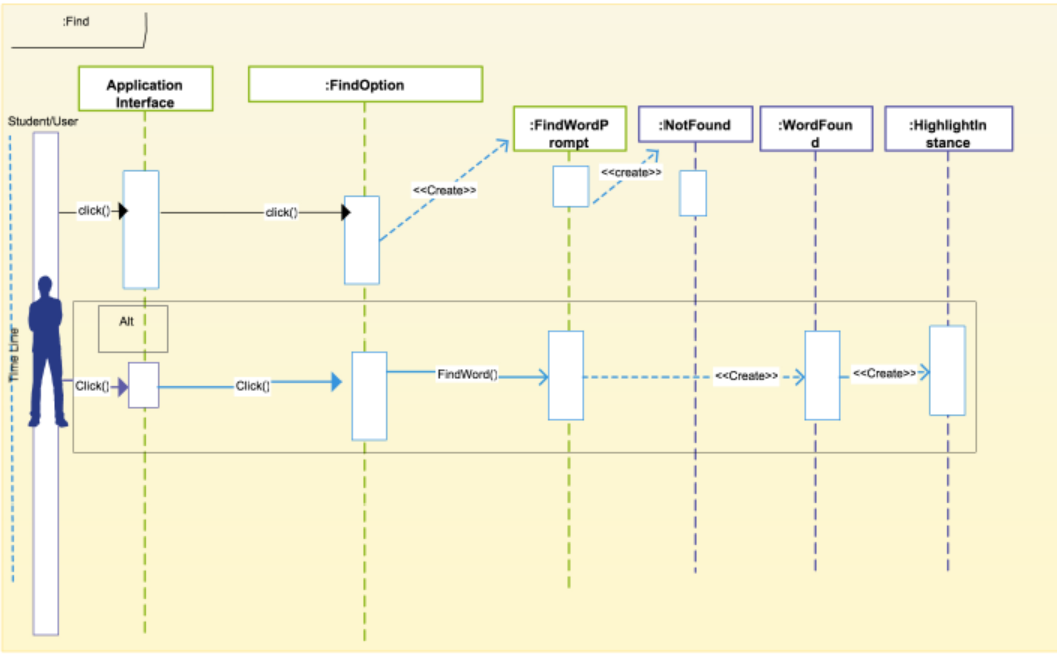 :Find
Application
Interface
:FindOption
Student/User
:FindWordP
rompt
:NotFound
:WordFoun
d
:HighlightIn
stance
<<create>>
<<Create>>
click()
click()
Alt
Time Line
Click()
Click()
FindWord()
<<Create>>
<<Create>>